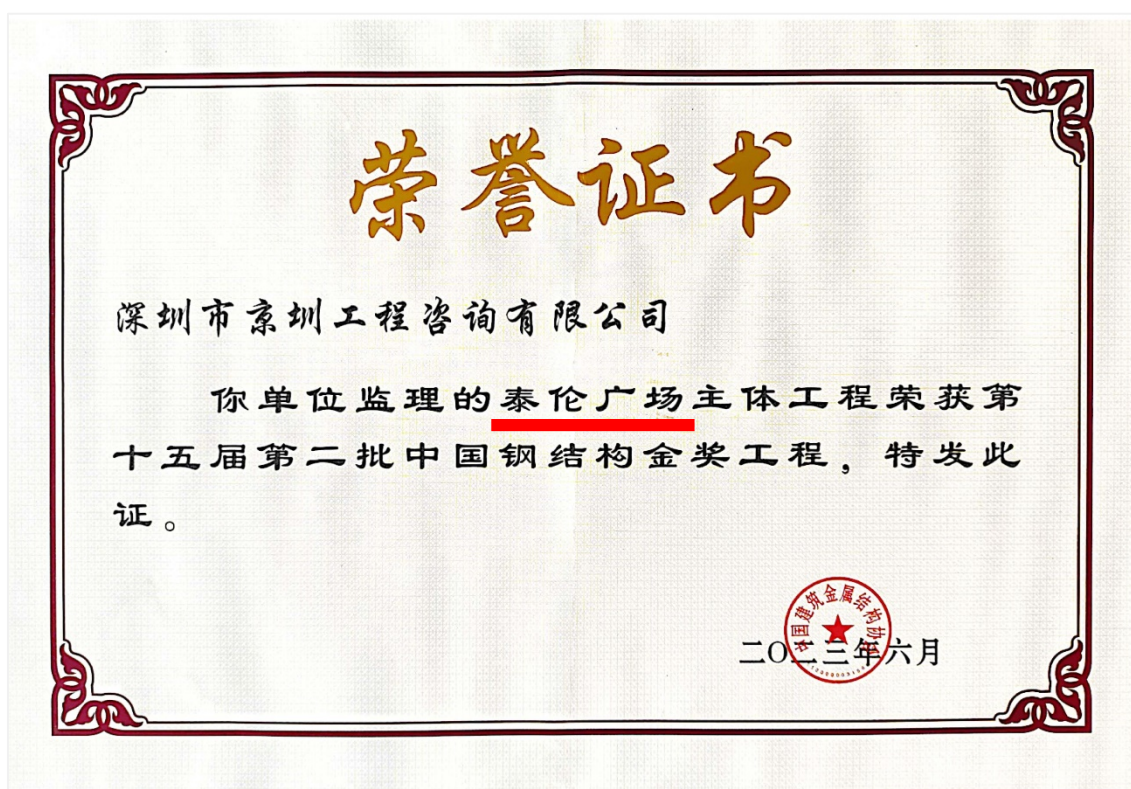 荣誉证书
深圳市京圳工程咨询有限公司
你单位监理的泰伦广场主体工程荣获第
十五届第二批中国钢结构金奖工程，特发此
证。
中国建筑金属结构协会
二〇二三年六月